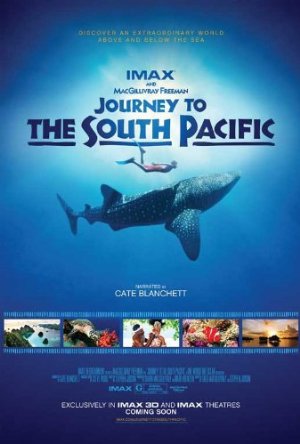 DISCOVER AN EXTRAORDINARY WORLD
ABOVE AND BELOW THE SEA
IMAX
AND
MACGILLIVRAY FREEMAN
JOURNEY TO
THE SOUTH PACIFIC
NARRATED BY
CATE BLANCHETT
IMAX
G
EXCLUSIVELY IN IMAX 3D AND IMAX THEATRES
COMING SOON